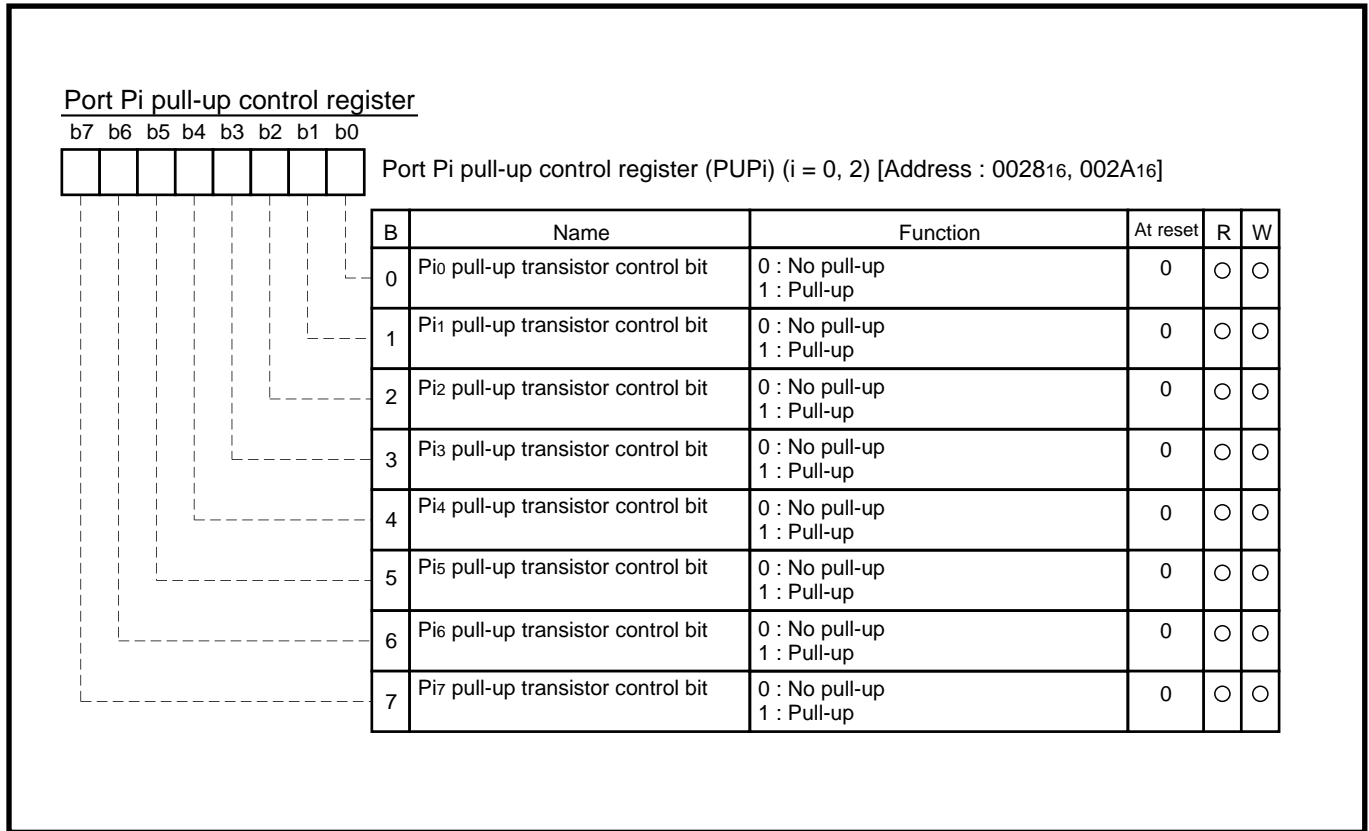 Port Pi pull-up control register
b7 b6 b5 b4 b3 b2 b1 b0
Port Pi pull-up control register (PUPi) (i = 0, 2) [Address : 002816, 002A16]
B Name Function At reset R W
0 Pi0 pull-up transistor control bit 0 : No pull-up 0 ○ ○
1 : Pull-up
1 Pi1 pull-up transistor control bit 0 : No pull-up 0 ○ ○
1 : Pull-up
2 Pi2 pull-up transistor control bit 0 : No pull-up 0 ○ ○
1 : Pull-up
3 Pi3 pull-up transistor control bit 0 : No pull-up 0 ○ ○
1 : Pull-up
4 Pi4 pull-up transistor control bit 0 : No pull-up 0 ○ ○
1 : Pull-up
5 Pi5 pull-up transistor control bit 0 : No pull-up 0 ○ ○
1 : Pull-up
6 Pi6 pull-up transistor control bit 0 : No pull-up 0 ○ ○
1 : Pull-up
7 Pi7 pull-up transistor control bit 0 : No pull-up 0 ○ ○
1 : Pull-up